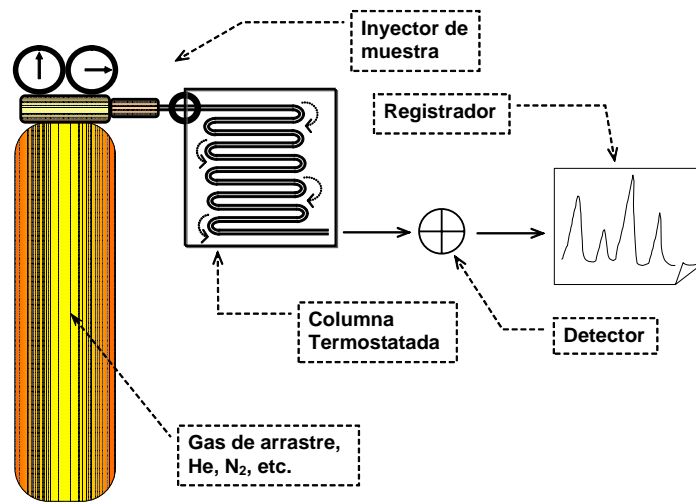 Inyector de
muestra
Registrador
Columna
Termostatada
Detector
Gas de arrastre,
He, N₂, etc.